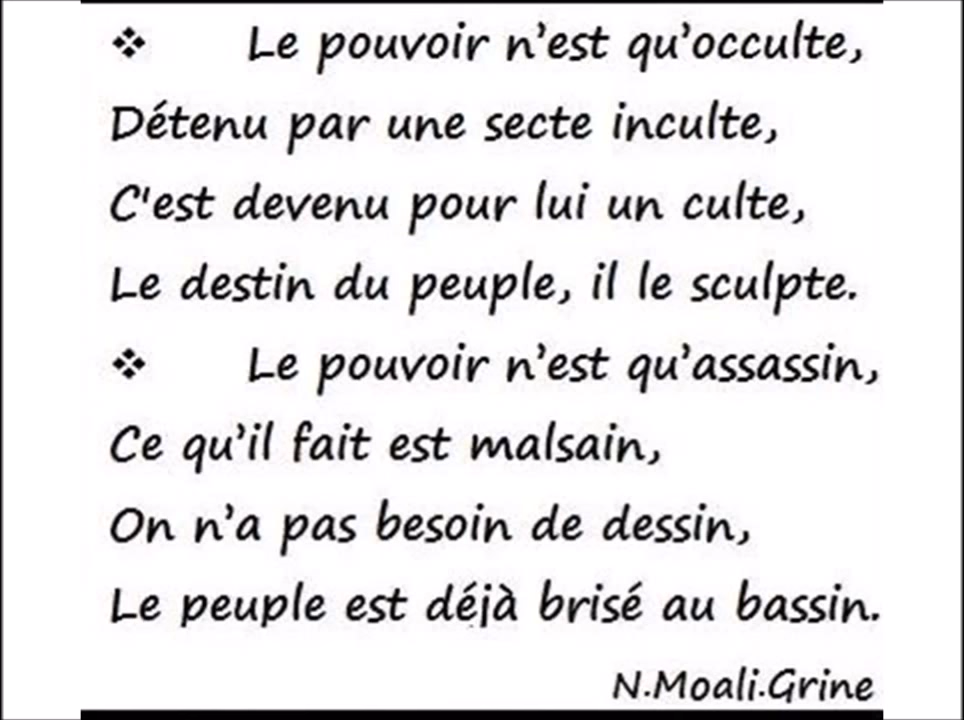 ❖ Le pouvoir n’est qu’occulte,
Détenu par une secte inculte,
C'est devenu pour lui un culte,
Le destin du peuple, il le sculpte.
❖ Le pouvoir n’est qu’assassin,
Ce qu’il fait est malsain,
On n’a pas besoin de dessin,
Le peuple est déjà brisé au bassin.
N.Moali.Grine